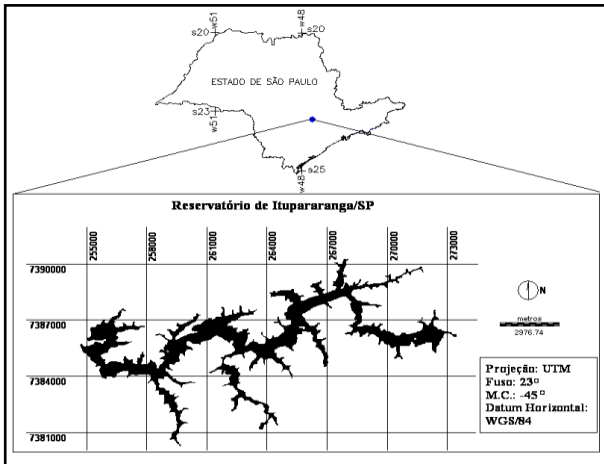 w51
s20
w48
s20
ESTADO DE SÃO PAULO
s23
w51
w48
s25
Reservatório de Itupararanga/SP
255000
258000
261000
264000
267000
270000
273000
7390000
7387000
7384000
7381000
N
metros
2976.74
Projeção: UTM
Fuso: 23º
M.C.: -45º
Datum Horizontal:
WGS/84